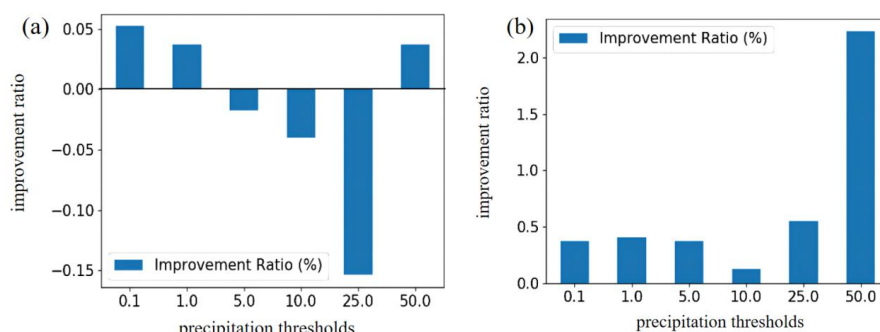 (a)
improvement ratio
0.05
0.00
−0.05
−0.10
−0.15
Improvement Ratio (%)
0.1 1.0 5.0 10.0 25.0 50.0
precipitation thresholds
(b)
improvement ratio
Improvement Ratio (%)
2.0
1.5
1.0
0.5
0.0
0.1 1.0 5.0 10.0 25.0 50.0
precipitation thresholds